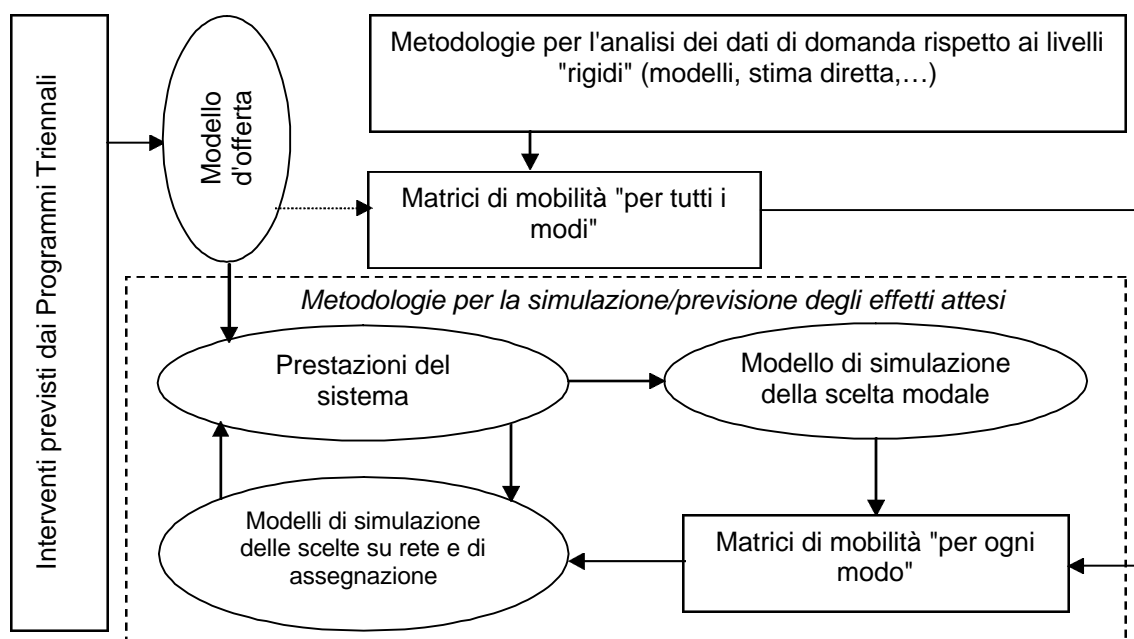 Interventi previsti dai Programmi Triennali
Modello
d'offerta
Metodologie per l'analisi dei dati di domanda rispetto ai livelli
"rigidi" (modelli, stima diretta,…)
Matrici di mobilità "per tutti i
modi"
Metodologie per la simulazione/previsione degli effetti attesi
Prestazioni del
sistema
Modello di simulazione
della scelta modale
Modelli di simulazione
delle scelte su rete e di
assegnazione
Matrici di mobilità "per ogni
modo"